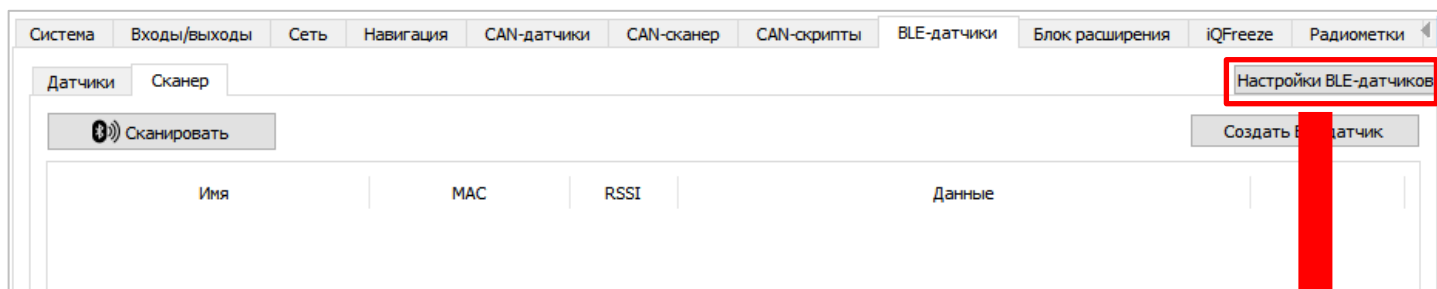 Система Входы/выходы Сеть Навигация CAN-датчики CAN-сканер CAN-скрипты BLE-датчики Блок расширения iQFreeze Радиометки
Датчики Сканер Настройки BLE-датчиков
Сканировать Создать датчик
Имя MAC RSSI Данные